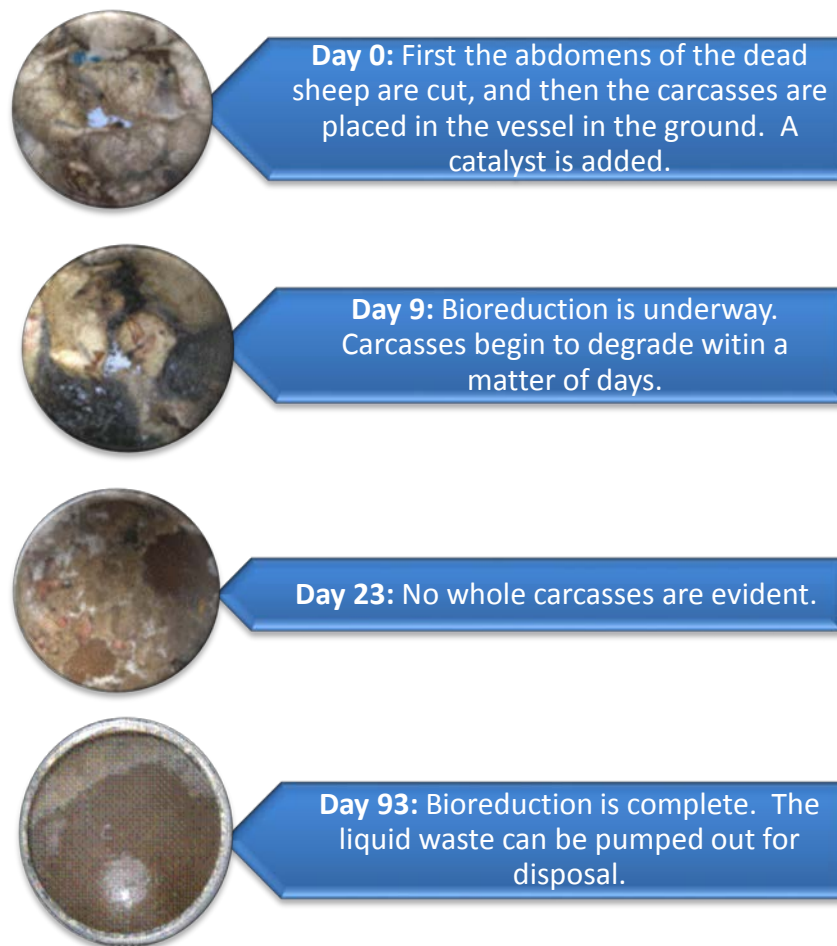 Day 0: First the abdomens of the dead
sheep are cut, and then the carcasses are
placed in the vessel in the ground. A
catalyst is added.
Day 9: Bioreduction is underway.
Carcasses begin to degrade witin a
matter of days.
Day 23: No whole carcasses are evident.
Day 93: Bioreduction is complete. The
liquid waste can be pumped out for
disposal.